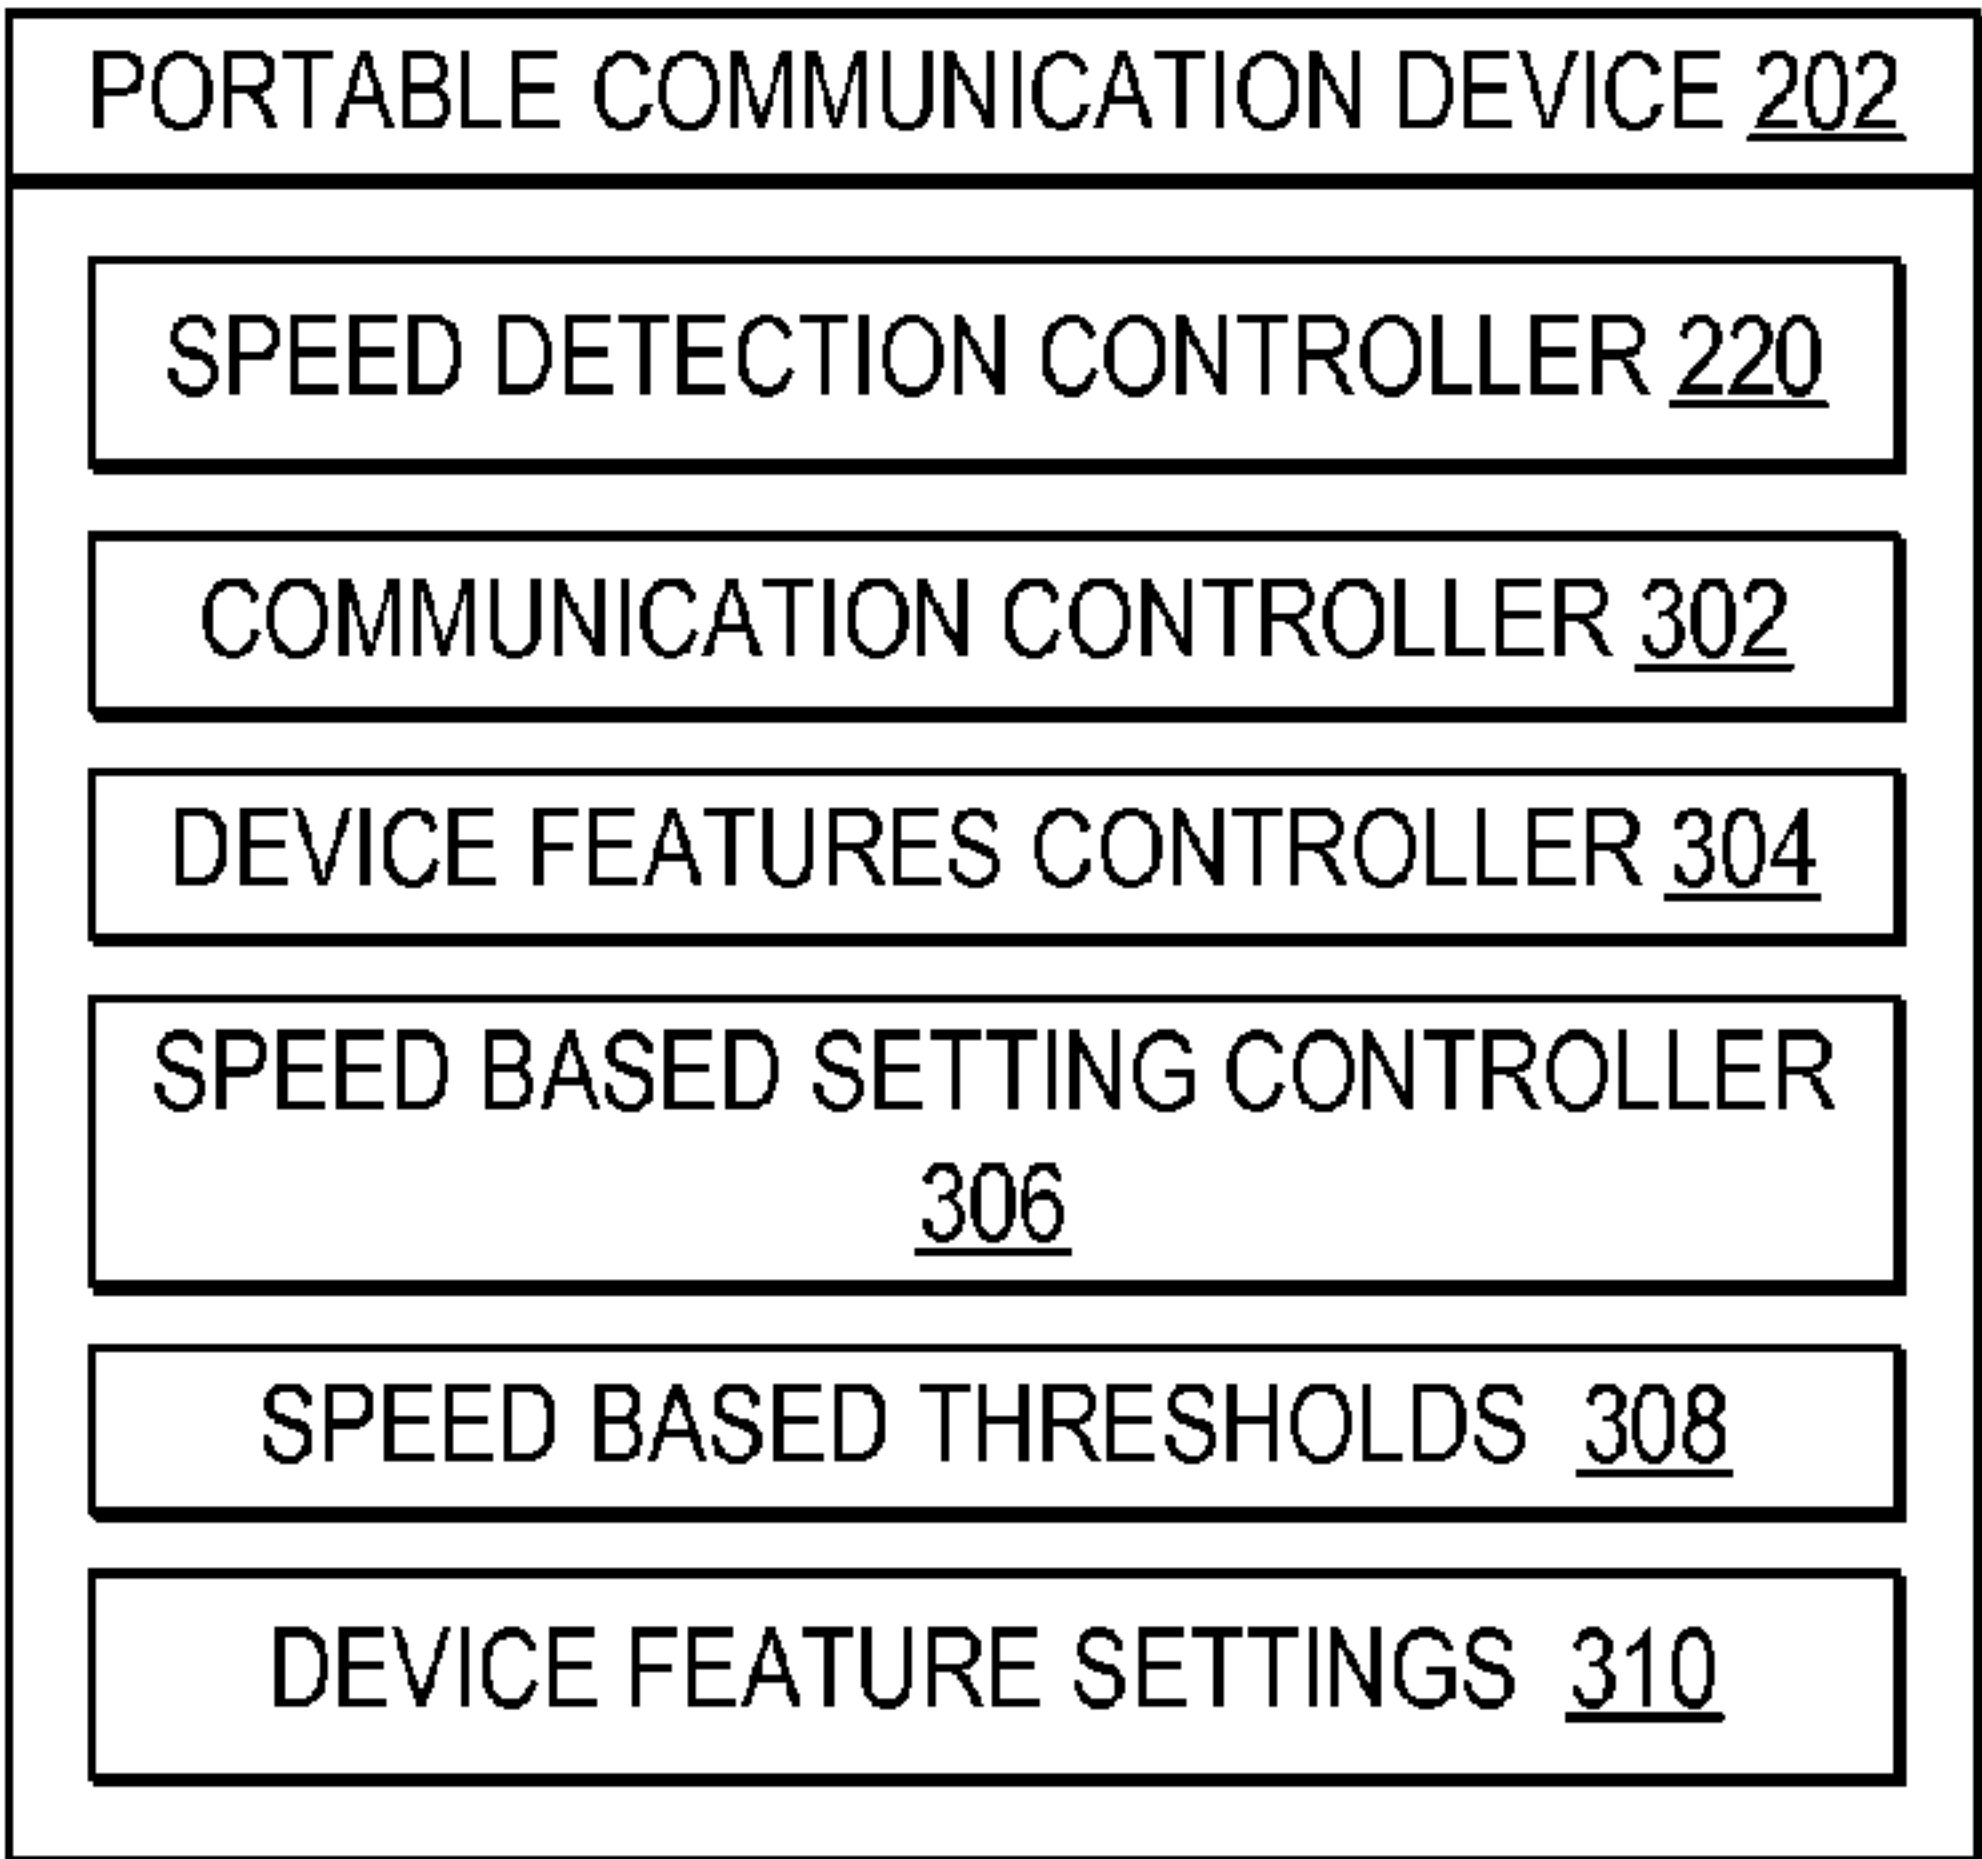 PORTABLE COMMUNICATION DEVICE 202
SPEED DETECTION CONTROLLER 220
COMMUNICATION CONTROLLER 302
DEVICE FEATURES CONTROLLER 304
SPEED BASED SETTING CONTROLLER
306
SPEED BASED THRESHOLDS 308
DEVICE FEATURE SETTINGS 310